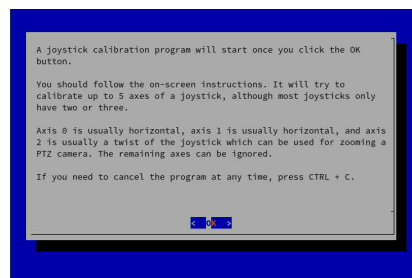 A joystick calibration program will start once you click the OK
button.
You should follow the on-screen instructions. It will try to
calibrate up to 5 axes of a joystick, although most joysticks only
have two or three.
Axis 0 is usually horizontal, axis 1 is usually horizontal, and axis
2 is usually a twist of the joystick which can be used for zooming a
PTZ camera. The remaining axes can be ignored.
If you need to cancel the program at any time, press CTRL + C.
< OK >